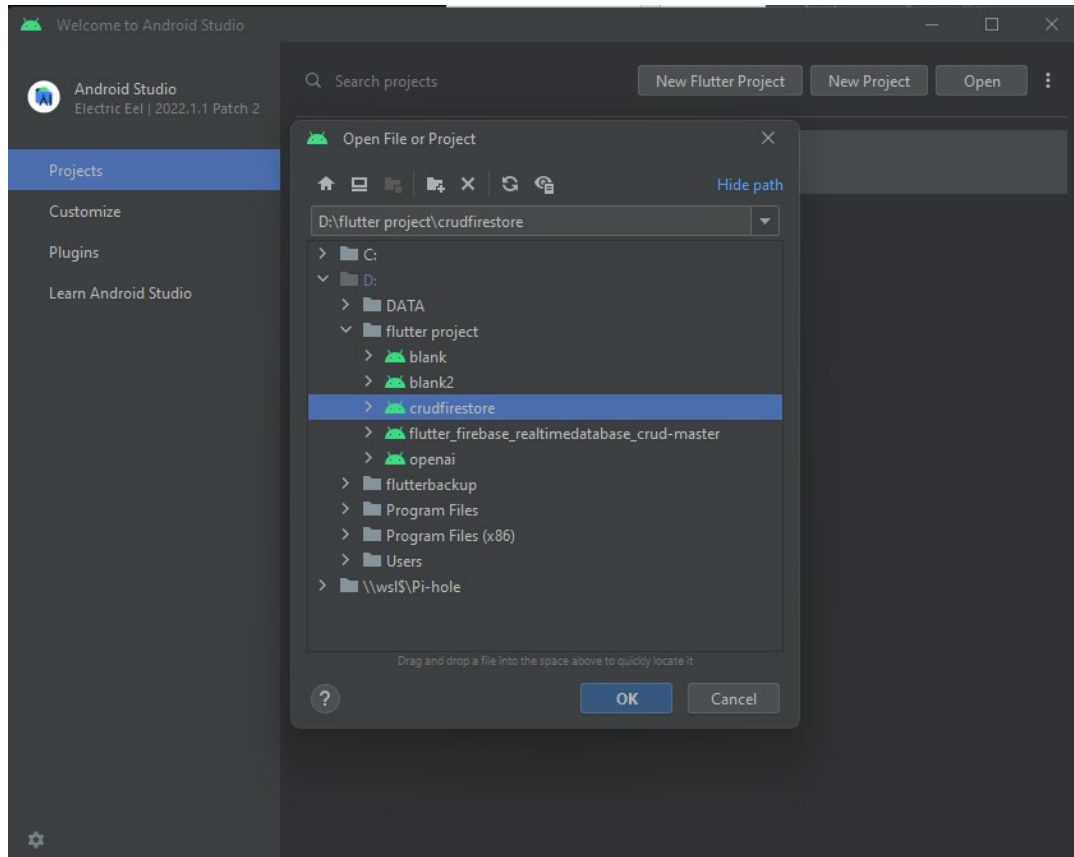 Welcome to Android Studio
Android Studio
Electric Eel | 2022.1.1 Patch 2
Search projects
New Flutter Project
New Project
Open
Projects
Customize
Plugins
Learn Android Studio
Open File or Project
Hide path
D:\flutter project\crudfirestore
C:
D:
DATA
flutter project
blank
blank2
crudfirestore
flutter_firebase_realtimedatabase_crud-master
openai
flutterbackup
Program Files
Program Files (x86)
Users
\\wsl$\Pi-hole
Drag and drop a file into the space above to quickly locate it
?
OK
Cancel